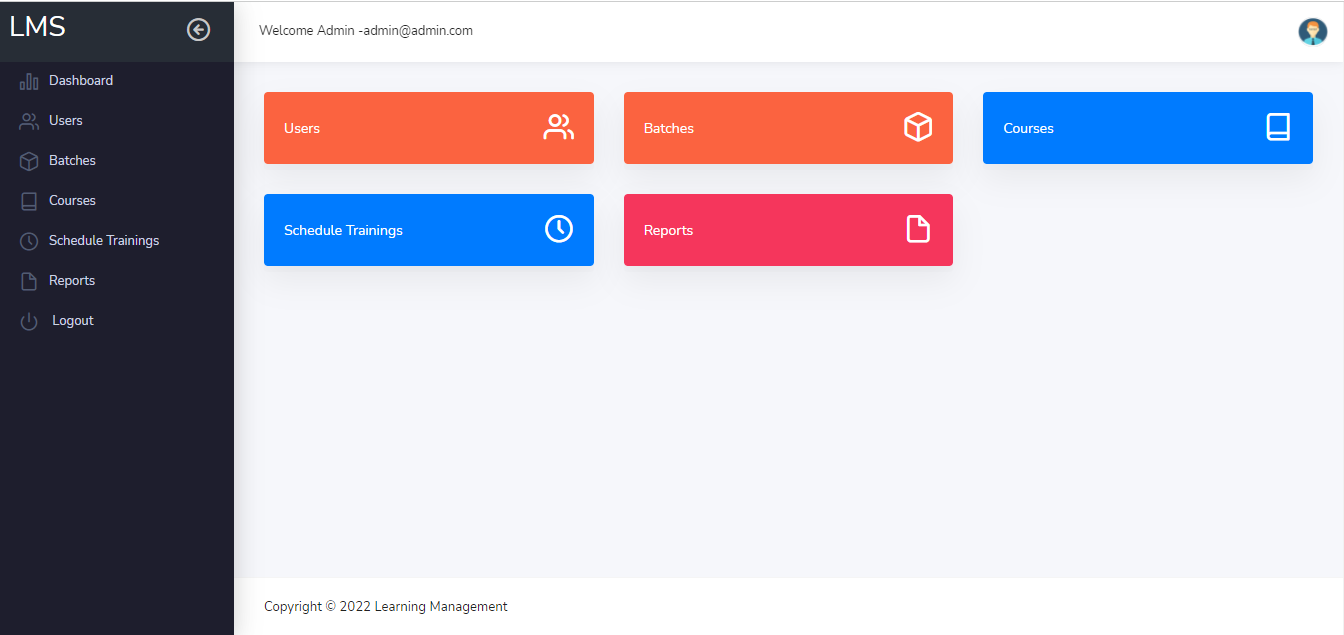 LMS
Welcome Admin -admin@admin.com
Dashboard
Users
Batches
Courses
Schedule Trainings
Reports
Logout
Users
Batches
Courses
Schedule Trainings
Reports
Copyright © 2022 Learning Management